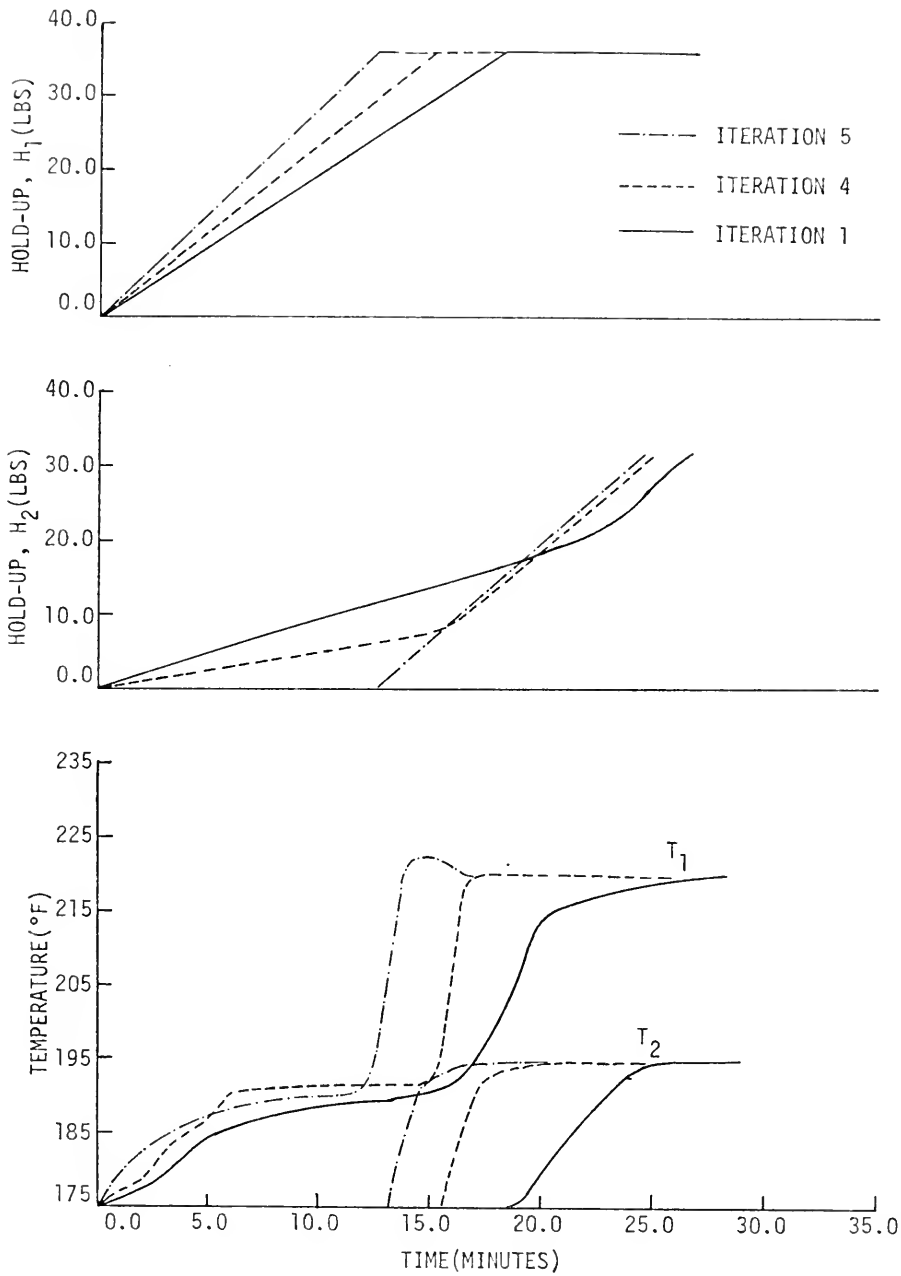 40.0
30.0
20.0
10.0
0.0
HOLD-UP, H1(LBS)
ITERATION 5
ITERATION 4
ITERATION 1
40.0
30.0
20.0
10.0
0.0
HOLD-UP, H2(LBS)
235
225
215
205
195
185
175
TEMPERATURE(°F)
T1
T2
0.0 5.0 10.0 15.0 20.0 25.0 30.0 35.0
TIME(MINUTES)